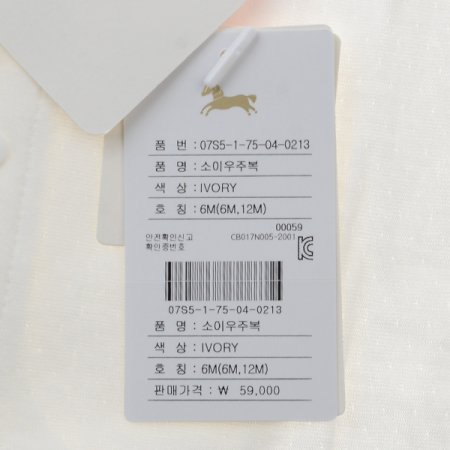 품 번 : 07S5-1-75-04-0213
품 명 : 소이우주복
색 상 : IVORY
호 칭 : 6M(6M,12M)
00059
안전확인신고 CB017N005-2001
확인증번호
07S5-1-75-04-0213
품 명 : 소이우주복
색 상 : IVORY
호 칭 : 6M(6M,12M)
판매가격 : ₩ 59,000